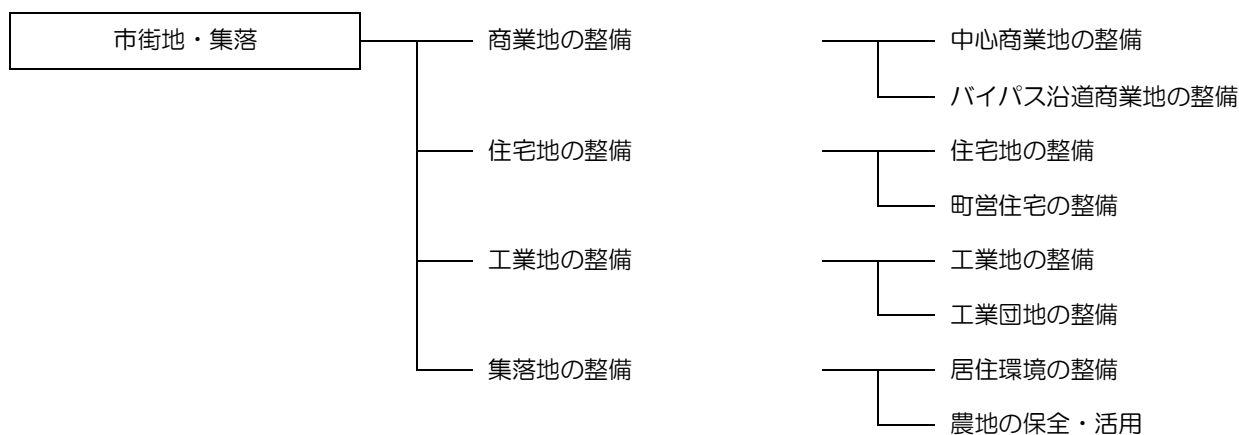 市街地・集落
商業地の整備
中心商業地の整備
バイパス沿道商業地の整備
住宅地の整備
住宅地の整備
町営住宅の整備
工業地の整備
工業地の整備
工業団地の整備
集落地の整備
居住環境の整備
農地の保全・活用